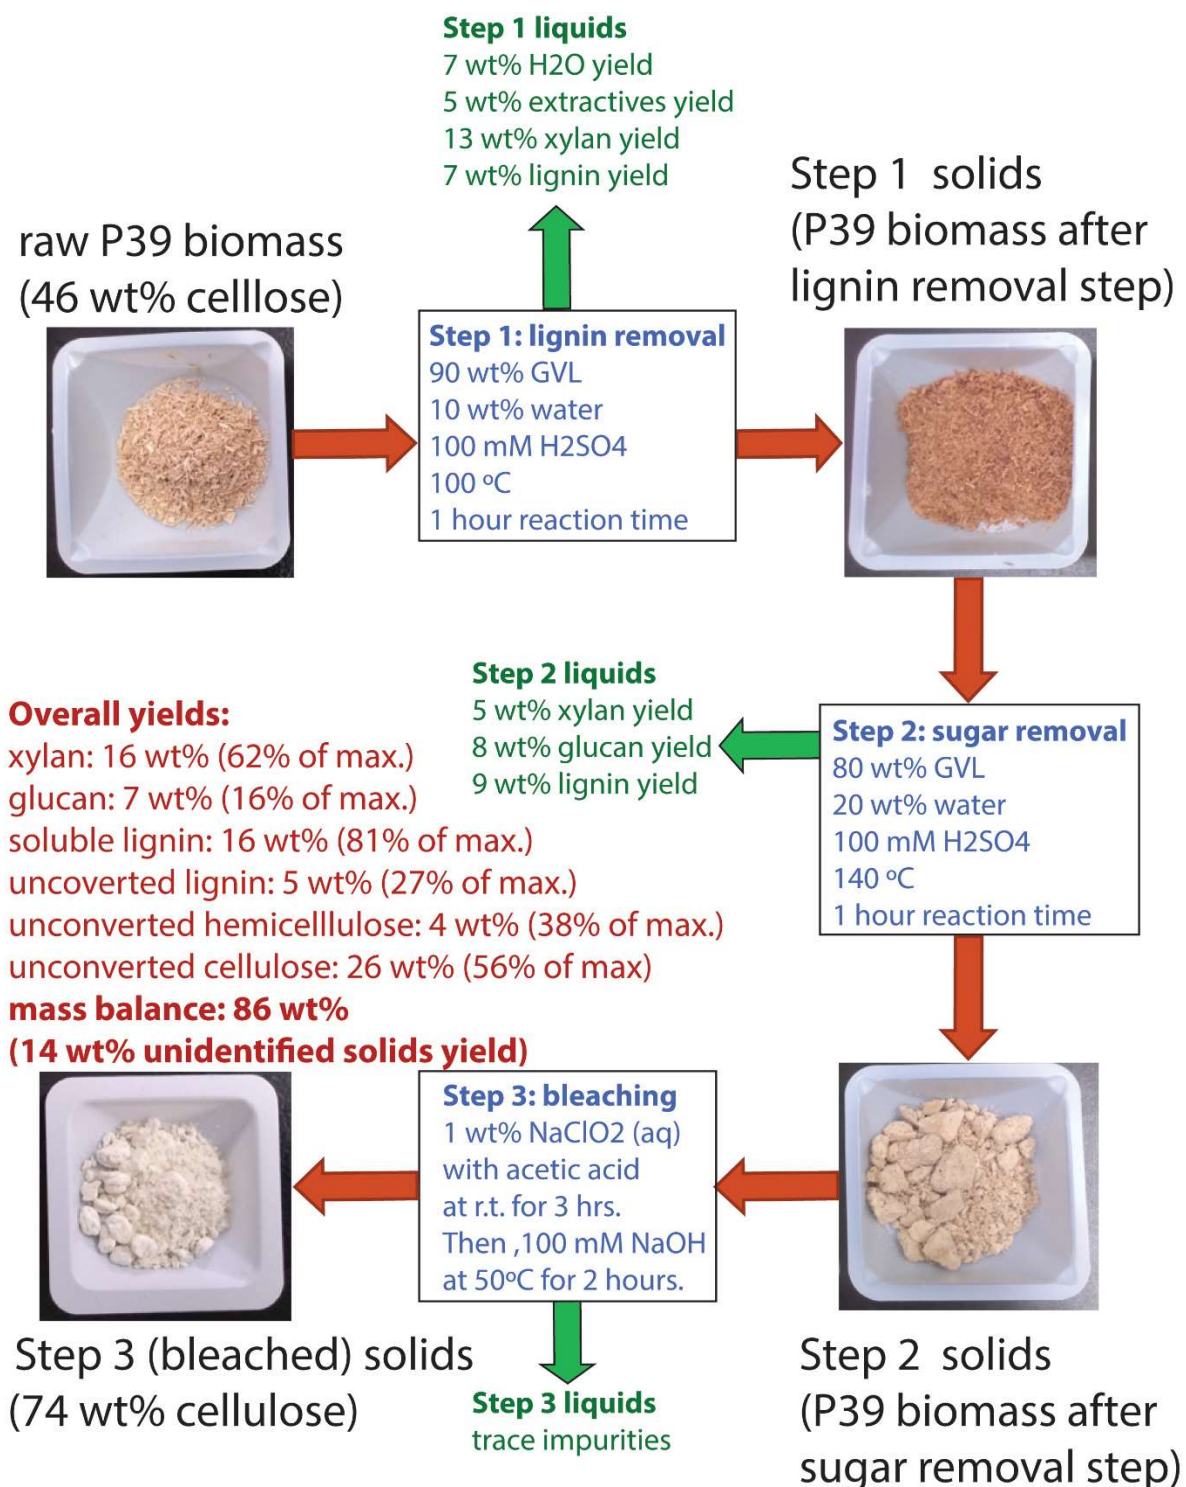 Step 1 liquids
7 wt% H2O yield
5 wt% extractives yield
13 wt% xylan yield
7 wt% lignin yield
raw P39 biomass
(46 wt% celllose)
Step 1: lignin removal
90 wt% GVL
10 wt% water
100 mM H2SO4
100 ºC
1 hour reaction time
Step 1 solids
(P39 biomass after
lignin removal step)
Step 2 liquids
5 wt% xylan yield
8 wt% glucan yield
9 wt% lignin yield
Step 2: sugar removal
80 wt% GVL
20 wt% water
100 mM H2SO4
140 ºC
1 hour reaction time
Overall yields:
xylan: 16 wt% (62% of max.)
glucan: 7 wt% (16% of max.)
soluble lignin: 16 wt% (81% of max.)
uncoverted lignin: 5 wt% (27% of max.)
unconverted hemicelllulose: 4 wt% (38% of max.)
unconverted cellulose: 26 wt% (56% of max)
mass balance: 86 wt%
(14 wt% unidentified solids yield)
Step 3: bleaching
1 wt% NaClO2 (aq)
with acetic acid
at r.t. for 3 hrs.
Then ,100 mM NaOH
at 50ºC for 2 hours.
Step 3 (bleached) solids
(74 wt% cellulose)
Step 3 liquids
trace impurities
Step 2 solids
(P39 biomass after
sugar removal step)